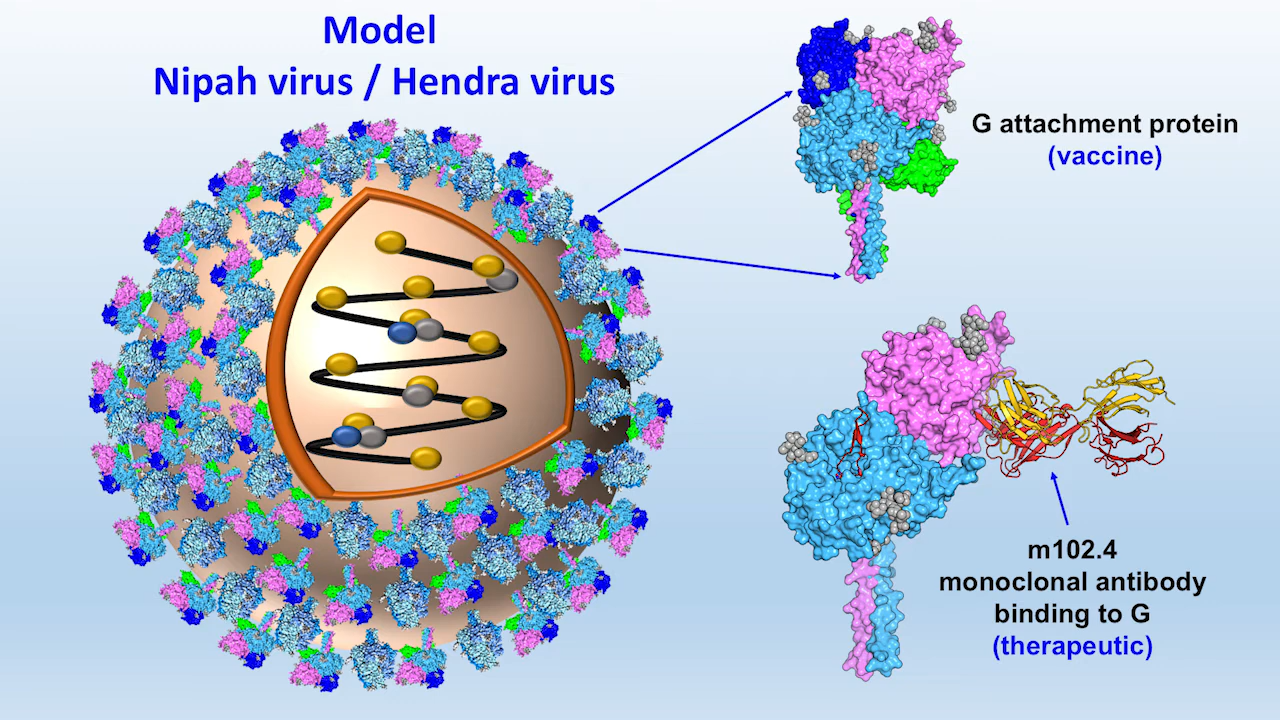 Model
Nipah virus / Hendra virus
G attachment protein
(vaccine)
m102.4
monoclonal antibody
binding to G
(therapeutic)